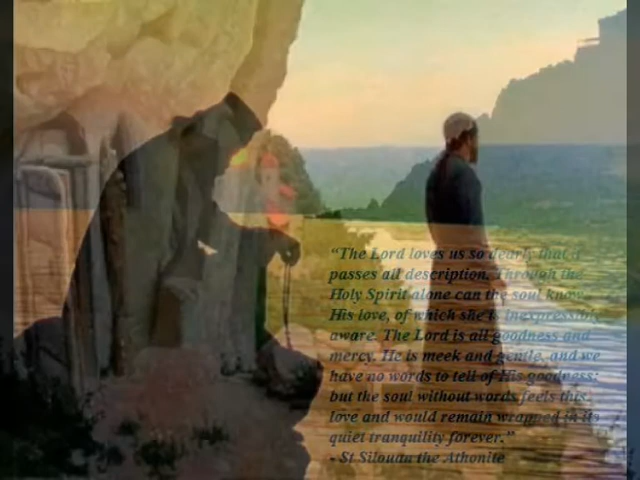 “The Lord loves us so dearly that it
passes all description. Through the
Holy Spirit alone can the soul know
His love, of which she is inexpressibly
aware. The Lord is all goodness and
mercy. He is meek and gentle, and we
have no words to tell of His goodness;
but the soul without words feels this
love and would remain wrapped in its
quiet tranquility forever.”
- St Silouan the Athonite